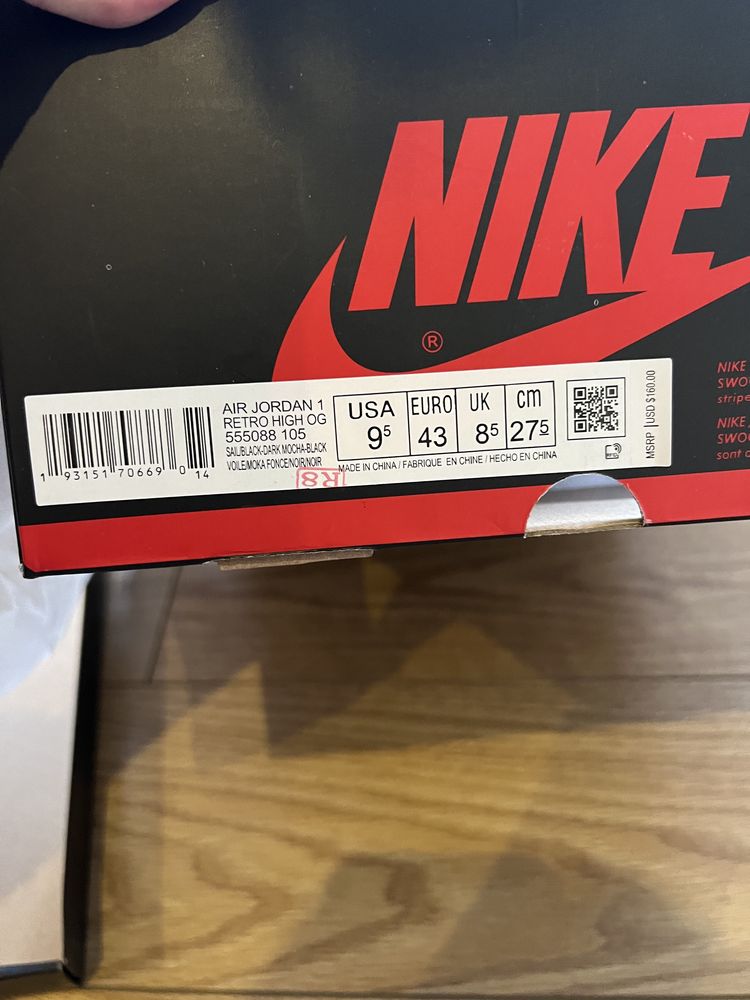 NIKE
®
AIR JORDAN 1
RETRO HIGH OG
555088 105
SAIL/BLACK-DARK MOCHA-BLACK
VOILE/MOKA FONCE/NOIR/NOIR
USA
9⁵
EURO
43
UK
8⁵
cm
27⁵
MADE IN CHINA / FABRIQUE EN CHINE / HECHO EN CHINA
1 93151 70669 0 14
R8
MSRP USD $160.00
NIKE
SWOO
stripe
NIKE
SWOO
sont d